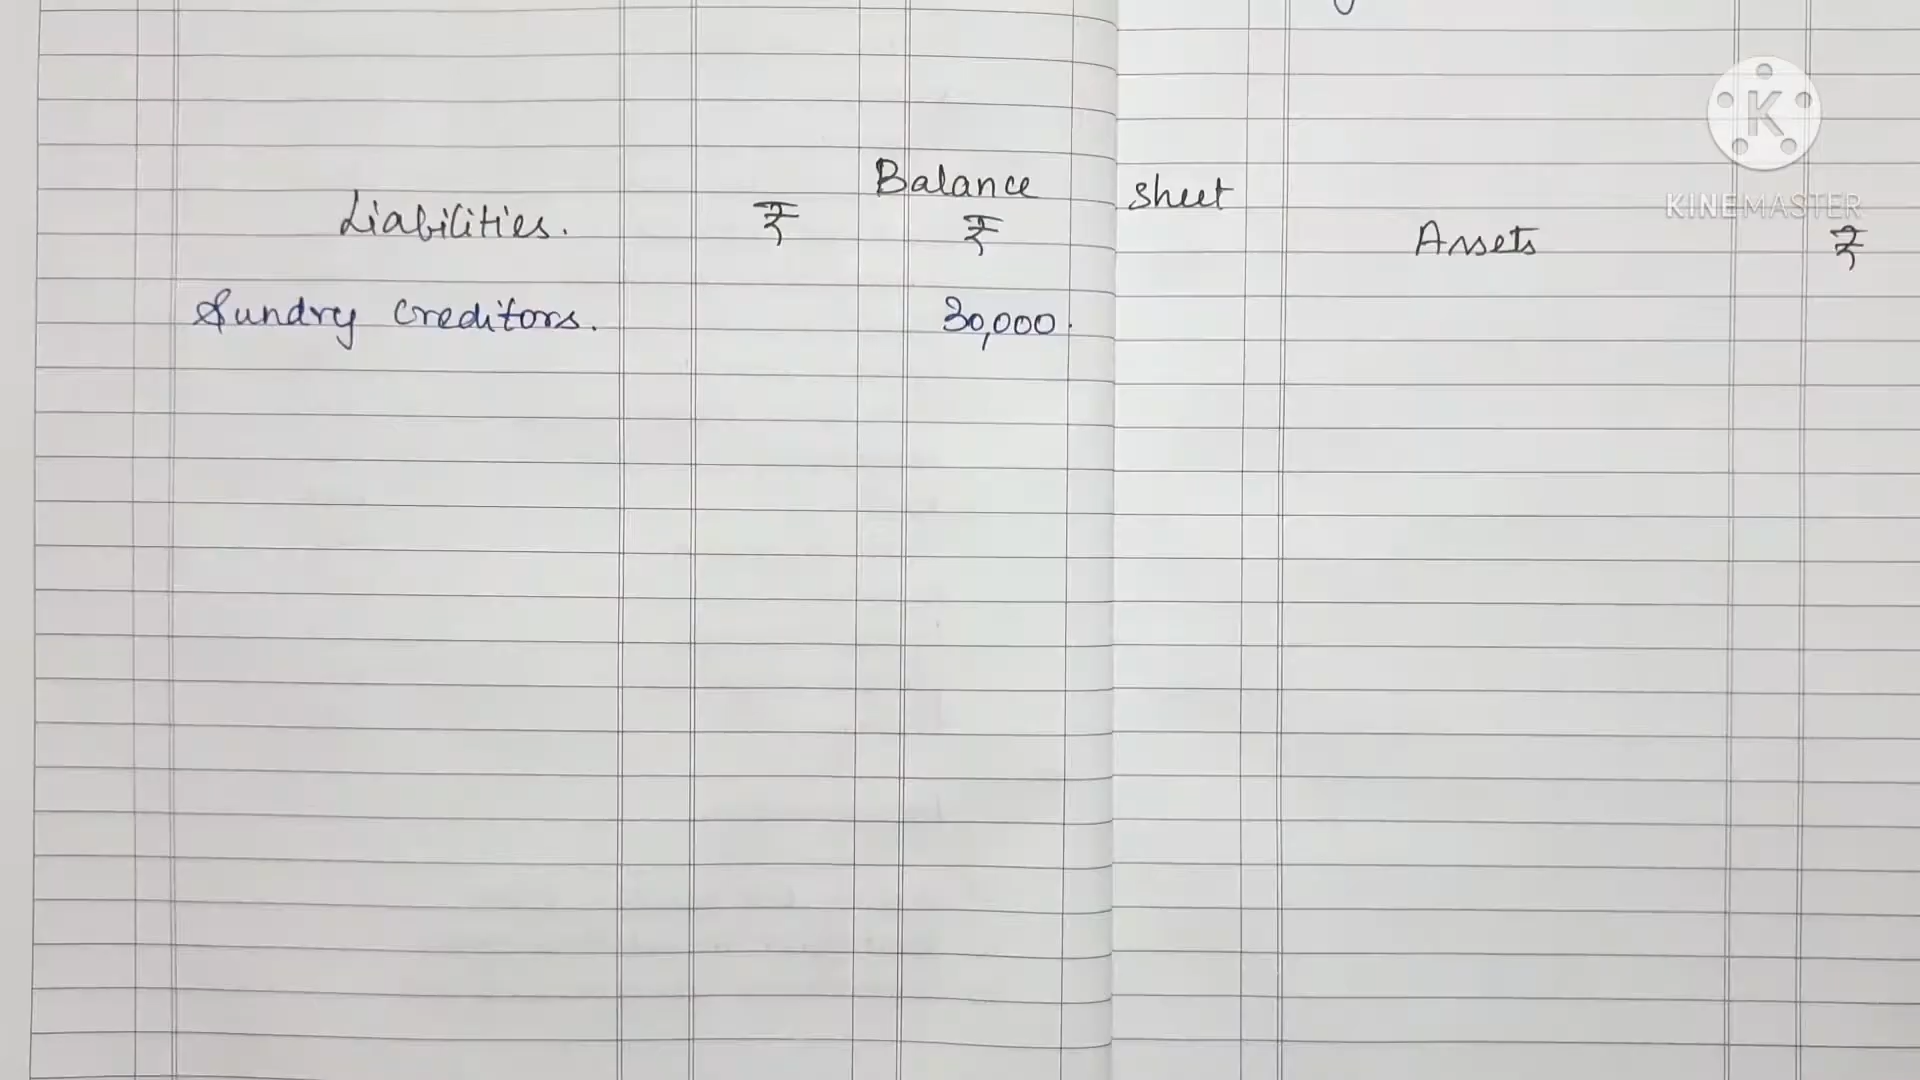 Balance Sheet
Liabilities. ₹ ₹ Assets ₹
Sundry Creditors. 30,000.
K
KINEMASTER